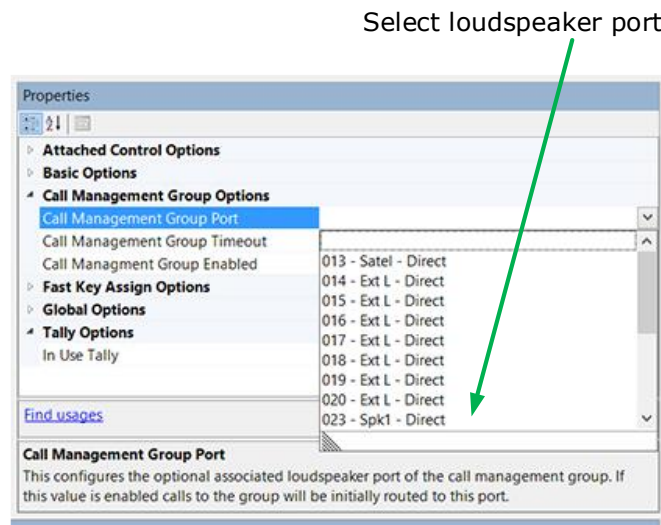 Select loudspeaker port
Properties
Attached Control Options
Basic Options
Call Management Group Options
Call Management Group Port
Call Management Group Timeout
Call Managment Group Enabled
013 - Satel - Direct
014 - Ext L - Direct
015 - Ext L - Direct
016 - Ext L - Direct
017 - Ext L - Direct
018 - Ext L - Direct
019 - Ext L - Direct
020 - Ext L - Direct
023 - Spk1 - Direct
Fast Key Assign Options
Global Options
Tally Options
In Use Tally
Find usages
Call Management Group Port
This configures the optional associated loudspeaker port of the call management group. If
this value is enabled calls to the group will be initially routed to this port.